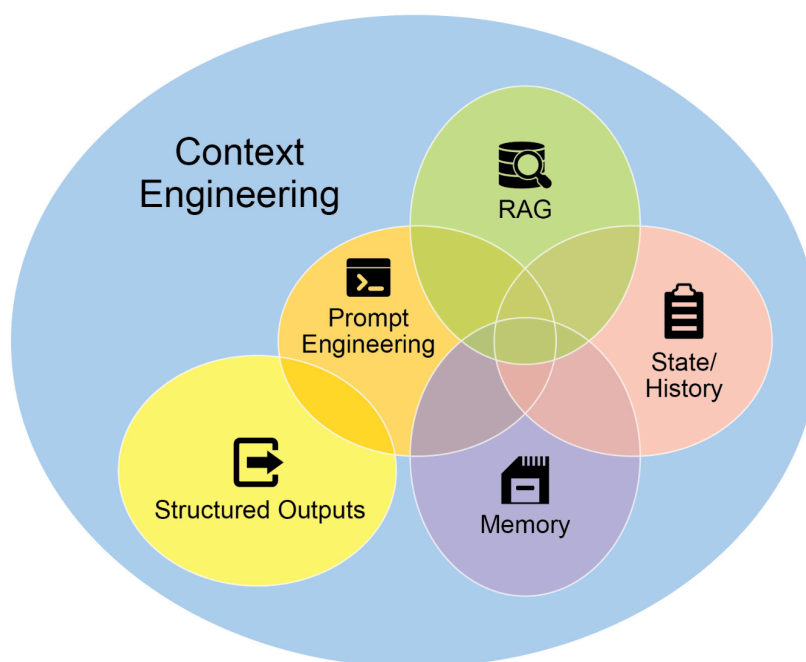 Context
Engineering
RAG
Prompt
Engineering
State/
History
Structured Outputs
Memory